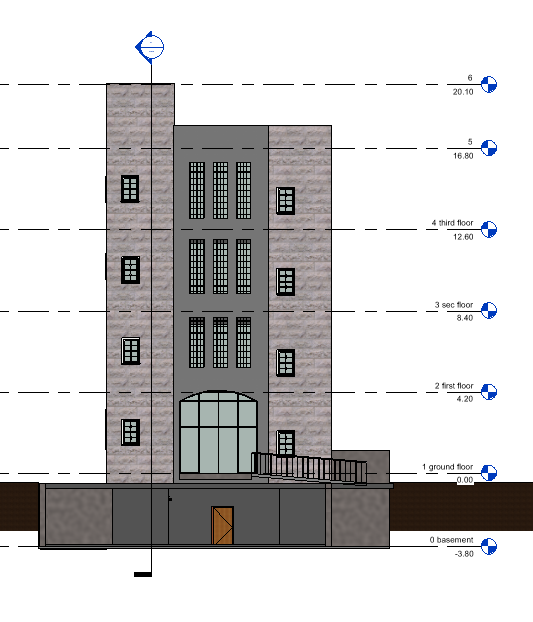 6
20.10
5
16.80
4 third floor
12.60
3 sec floor
8.40
2 first floor
4.20
1 ground floor
0.00
0 basement
-3.80